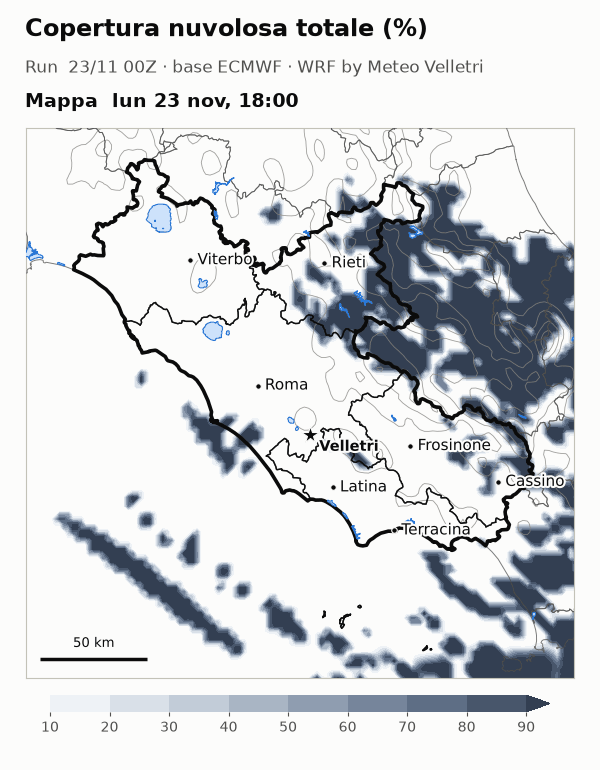 Copertura nuvolosa totale (%)
Run  23/11 00Z · base ECMWF · WRF by Meteo Velletri
Mappa  lun 23 nov, 18:00
Viterbo
Rieti
Roma
Velletri
Frosinone
Cassino
Latina
Terracina
50 km
10 20 30 40 50 60 70 80 90